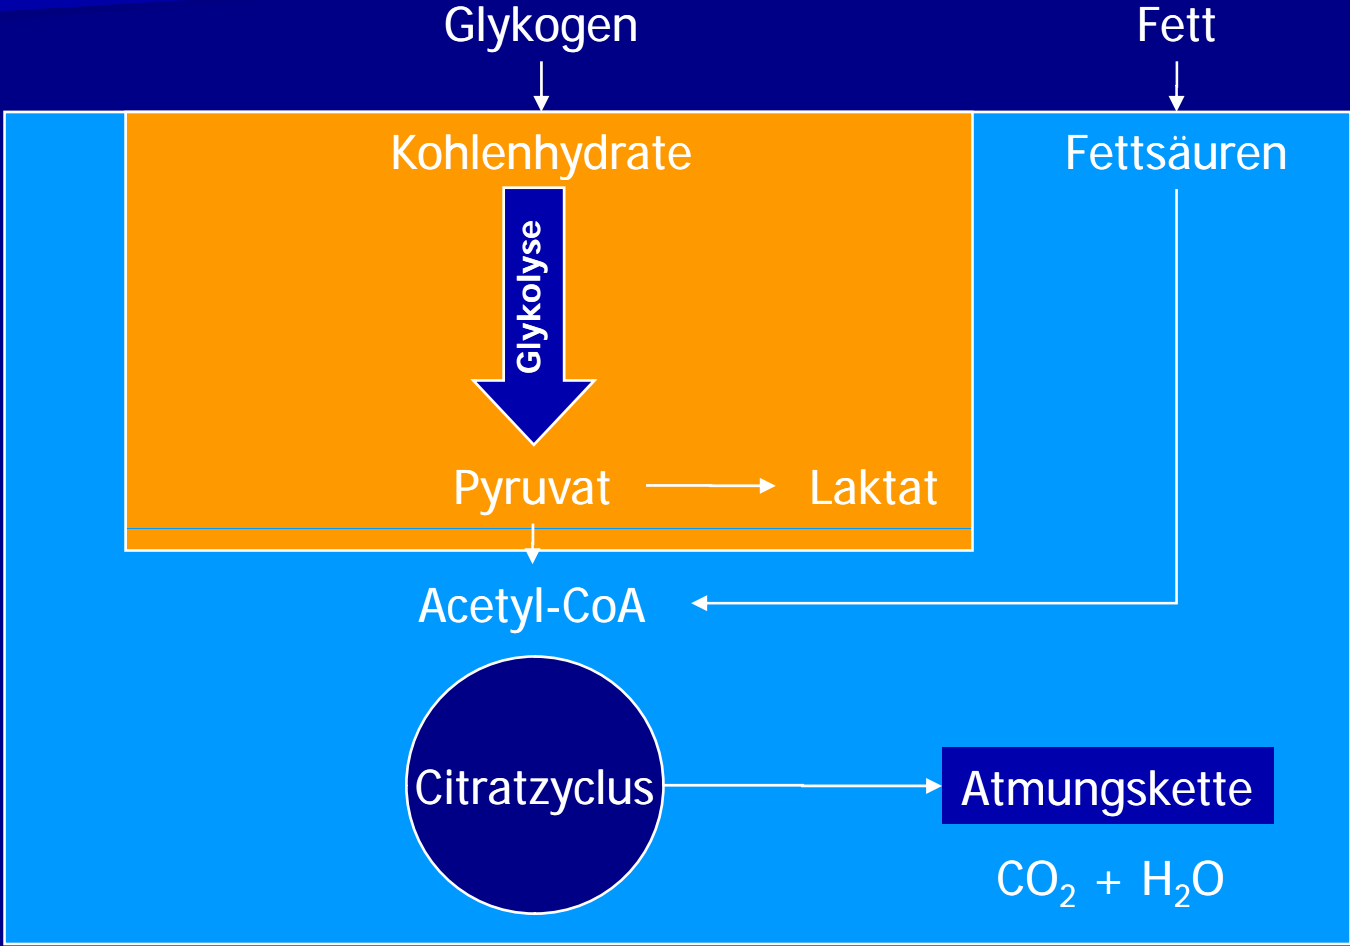 Glykogen
Fett
Kohlenhydrate
Fettsäuren
Glykolyse
Pyruvat
Laktat
Acetyl-CoA
Citratzyclus
Atmungskette
CO₂ + H₂O